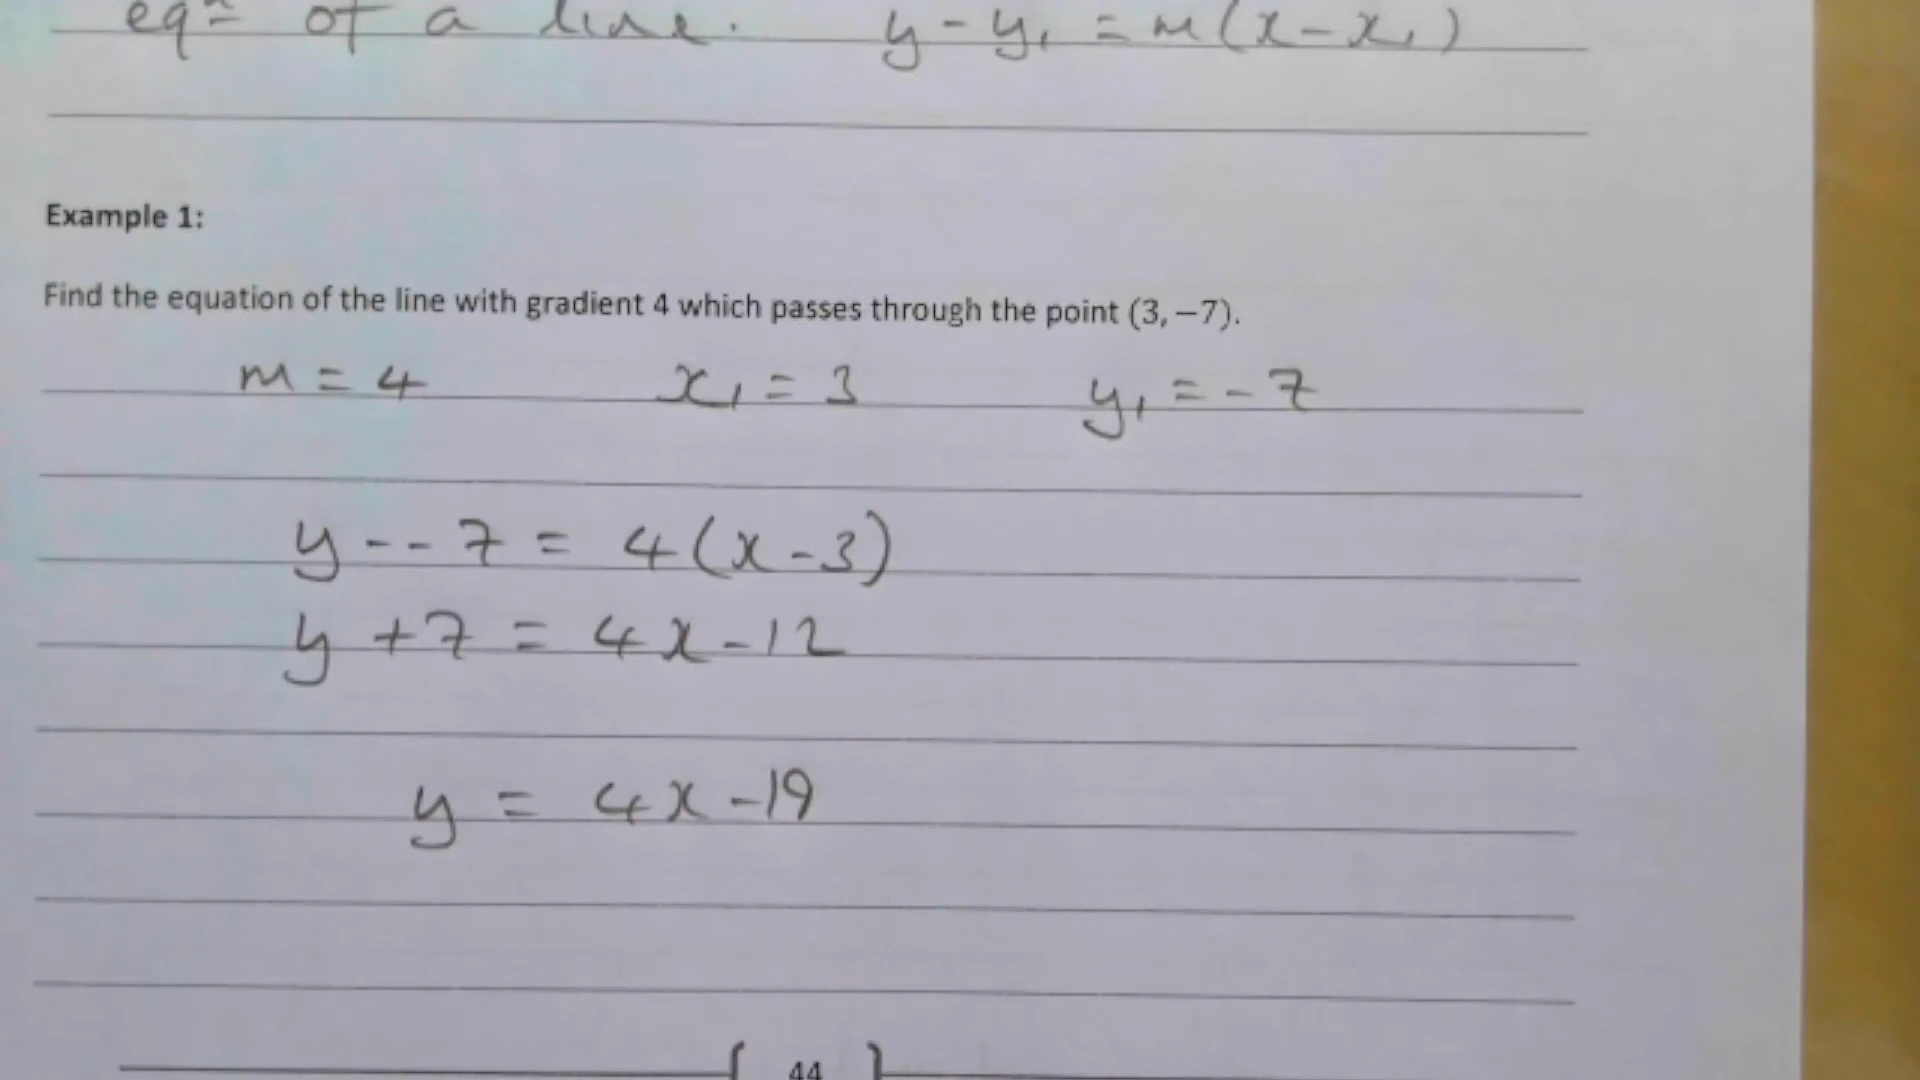 eqⁿ of a line. y - y₁ = m(x - x₁)
Example 1:
Find the equation of the line with gradient 4 which passes through the point (3, −7).
m = 4 x₁ = 3 y₁ = - 7
y - - 7 = 4(x - 3)
y + 7 = 4x - 12
y = 4x - 19
44